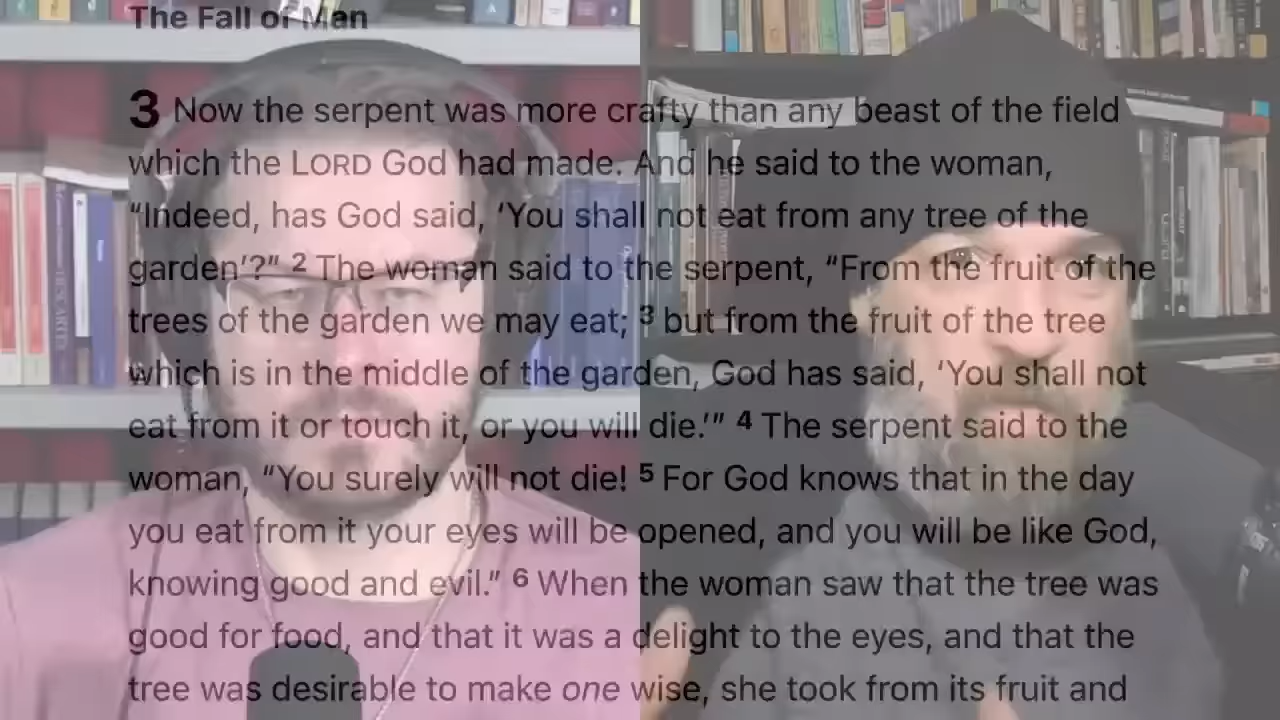 The Fall of Man
3 Now the serpent was more crafty than any beast of the field
which the LORD God had made. And he said to the woman,
“Indeed, has God said, ‘You shall not eat from any tree of the
garden’?” 2 The woman said to the serpent, “From the fruit of the
trees of the garden we may eat; 3 but from the fruit of the tree
which is in the middle of the garden, God has said, ‘You shall not
eat from it or touch it, or you will die.’” 4 The serpent said to the
woman, “You surely will not die! 5 For God knows that in the day
you eat from it your eyes will be opened, and you will be like God,
knowing good and evil.” 6 When the woman saw that the tree was
good for food, and that it was a delight to the eyes, and that the
tree was desirable to make one wise, she took from its fruit and